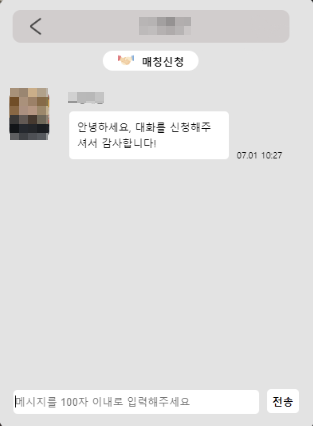 매칭신청
안녕하세요, 대화를 신청해주
셔서 감사합니다!
07.01 10:27
메시지를 100자 이내로 입력해주세요
전송